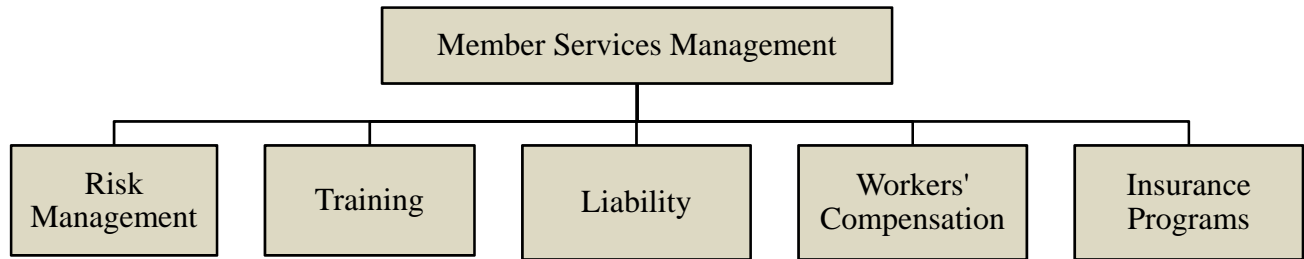 Member Services Management
Risk
Management
Training
Liability
Workers'
Compensation
Insurance
Programs